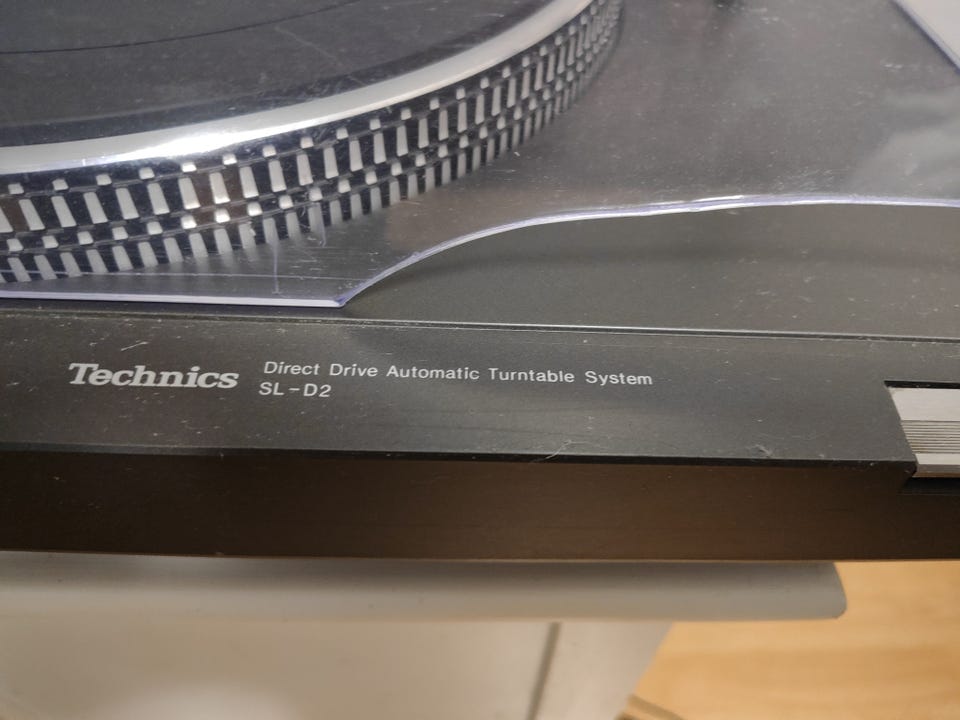 Technics Direct Drive Automatic Turntable System
SL-D2